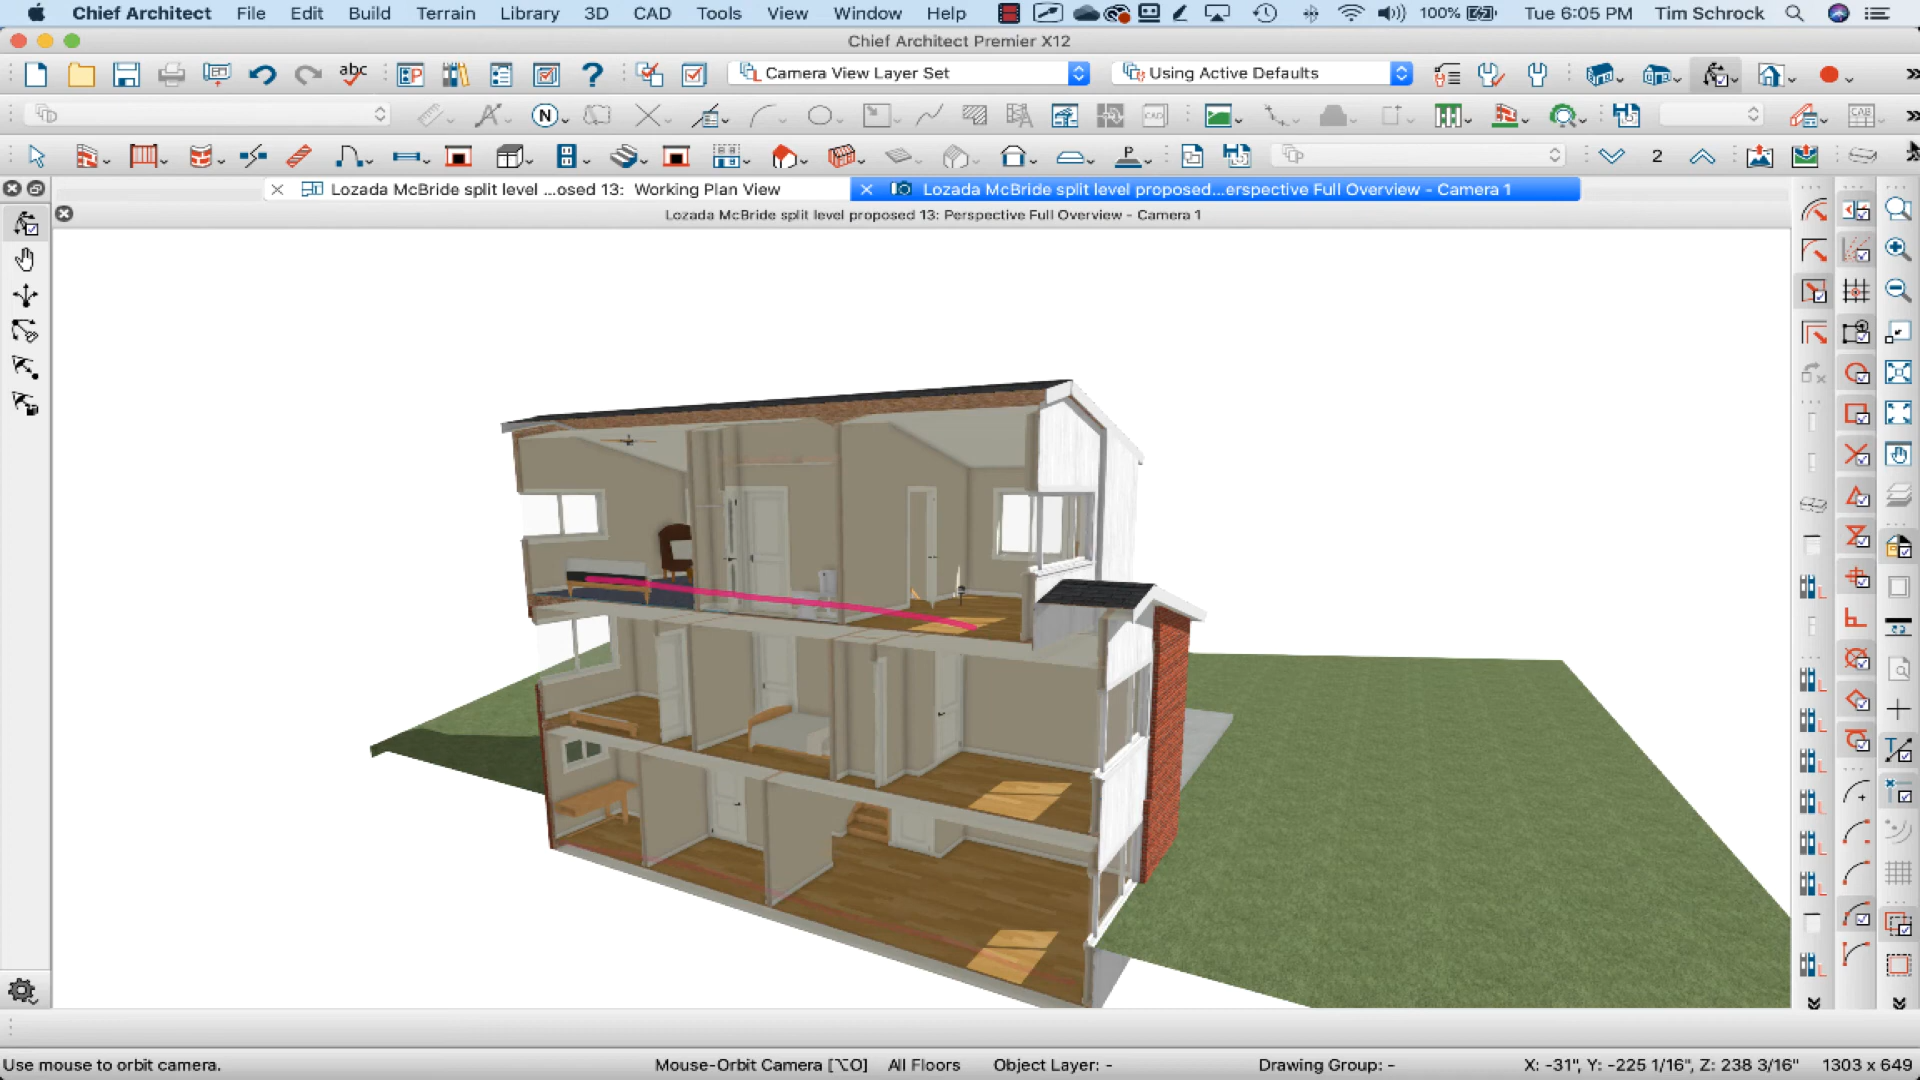 Chief Architect File Edit Build Terrain Library 3D CAD Tools View Window Help 100% Tue 6:05 PM Tim Schrock
Chief Architect Premier X12
abc P ? Camera View Layer Set Using Active Defaults
N CAD CAB
P 2
Lozada McBride split level ...osed 13: Working Plan View Lozada McBride split level proposed...erspective Full Overview - Camera 1
Lozada McBride split level proposed 13: Perspective Full Overview - Camera 1
Use mouse to orbit camera. Mouse-Orbit Camera [⌥O] All Floors Object Layer: - Drawing Group: - X: -31", Y: -225 1/16", Z: 238 3/16" 1303 x 649